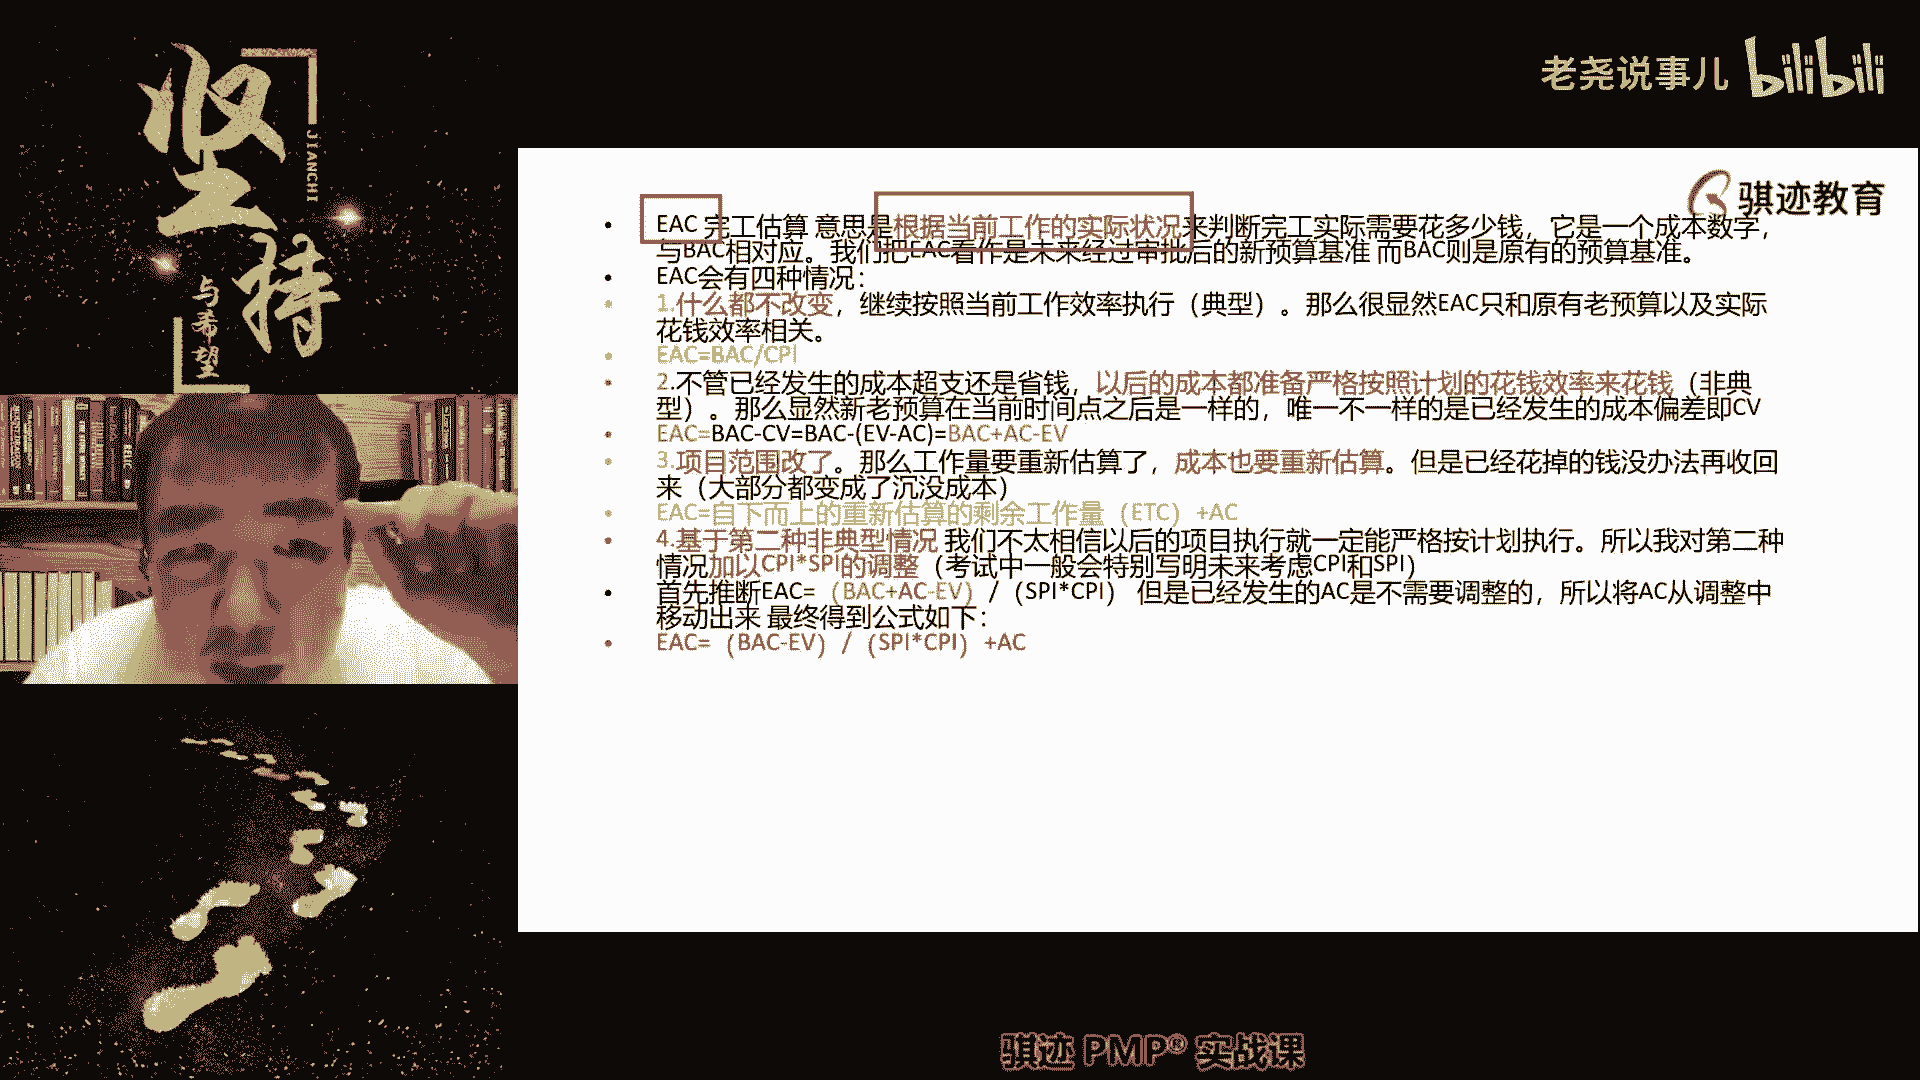 坚持
JIANCHI
与希望
老尧说事儿 bilibili
骐迹教育
• EAC 完工估算 意思是根据当前工作的实际状况来判断完工实际需要花多少钱，它是一个成本数字，
与BAC相对应。我们把EAC看作是未来经过审批后的新预算基准 而BAC则是原有的预算基准。
• EAC会有四种情况：
• 1.什么都不改变，继续按照当前工作效率执行（典型）。那么很显然EAC只和原有老预算以及实际
花钱效率相关。
• EAC=BAC/CPI
• 2.不管已经发生的成本超支还是省钱，以后的成本都准备严格按照计划的花钱效率来花钱（非典
型）。那么显然新老预算在当前时间点之后是一样的，唯一不一样的是已经发生的成本偏差即CV
• EAC=BAC-CV=BAC-(EV-AC)=BAC+AC-EV
• 3.项目范围改了。那么工作量要重新估算了，成本也要重新估算。但是已经花掉的钱没办法再收回
来（大部分都变成了沉没成本）
• EAC=自下而上的重新估算的剩余工作量（ETC）+AC
• 4.基于第二种非典型情况 我们不太相信以后的项目执行就一定能严格按计划执行。所以我对第二种
情况加以CPI*SPI的调整（考试中一般会特别写明未来考虑CPI和SPI）
• 首先推断EAC=（BAC+AC-EV）/（SPI*CPI） 但是已经发生的AC是不需要调整的，所以将AC从调整中
移动出来 最终得到公式如下：
• EAC=（BAC-EV）/（SPI*CPI）+AC
骐迹 PMP® 实战课